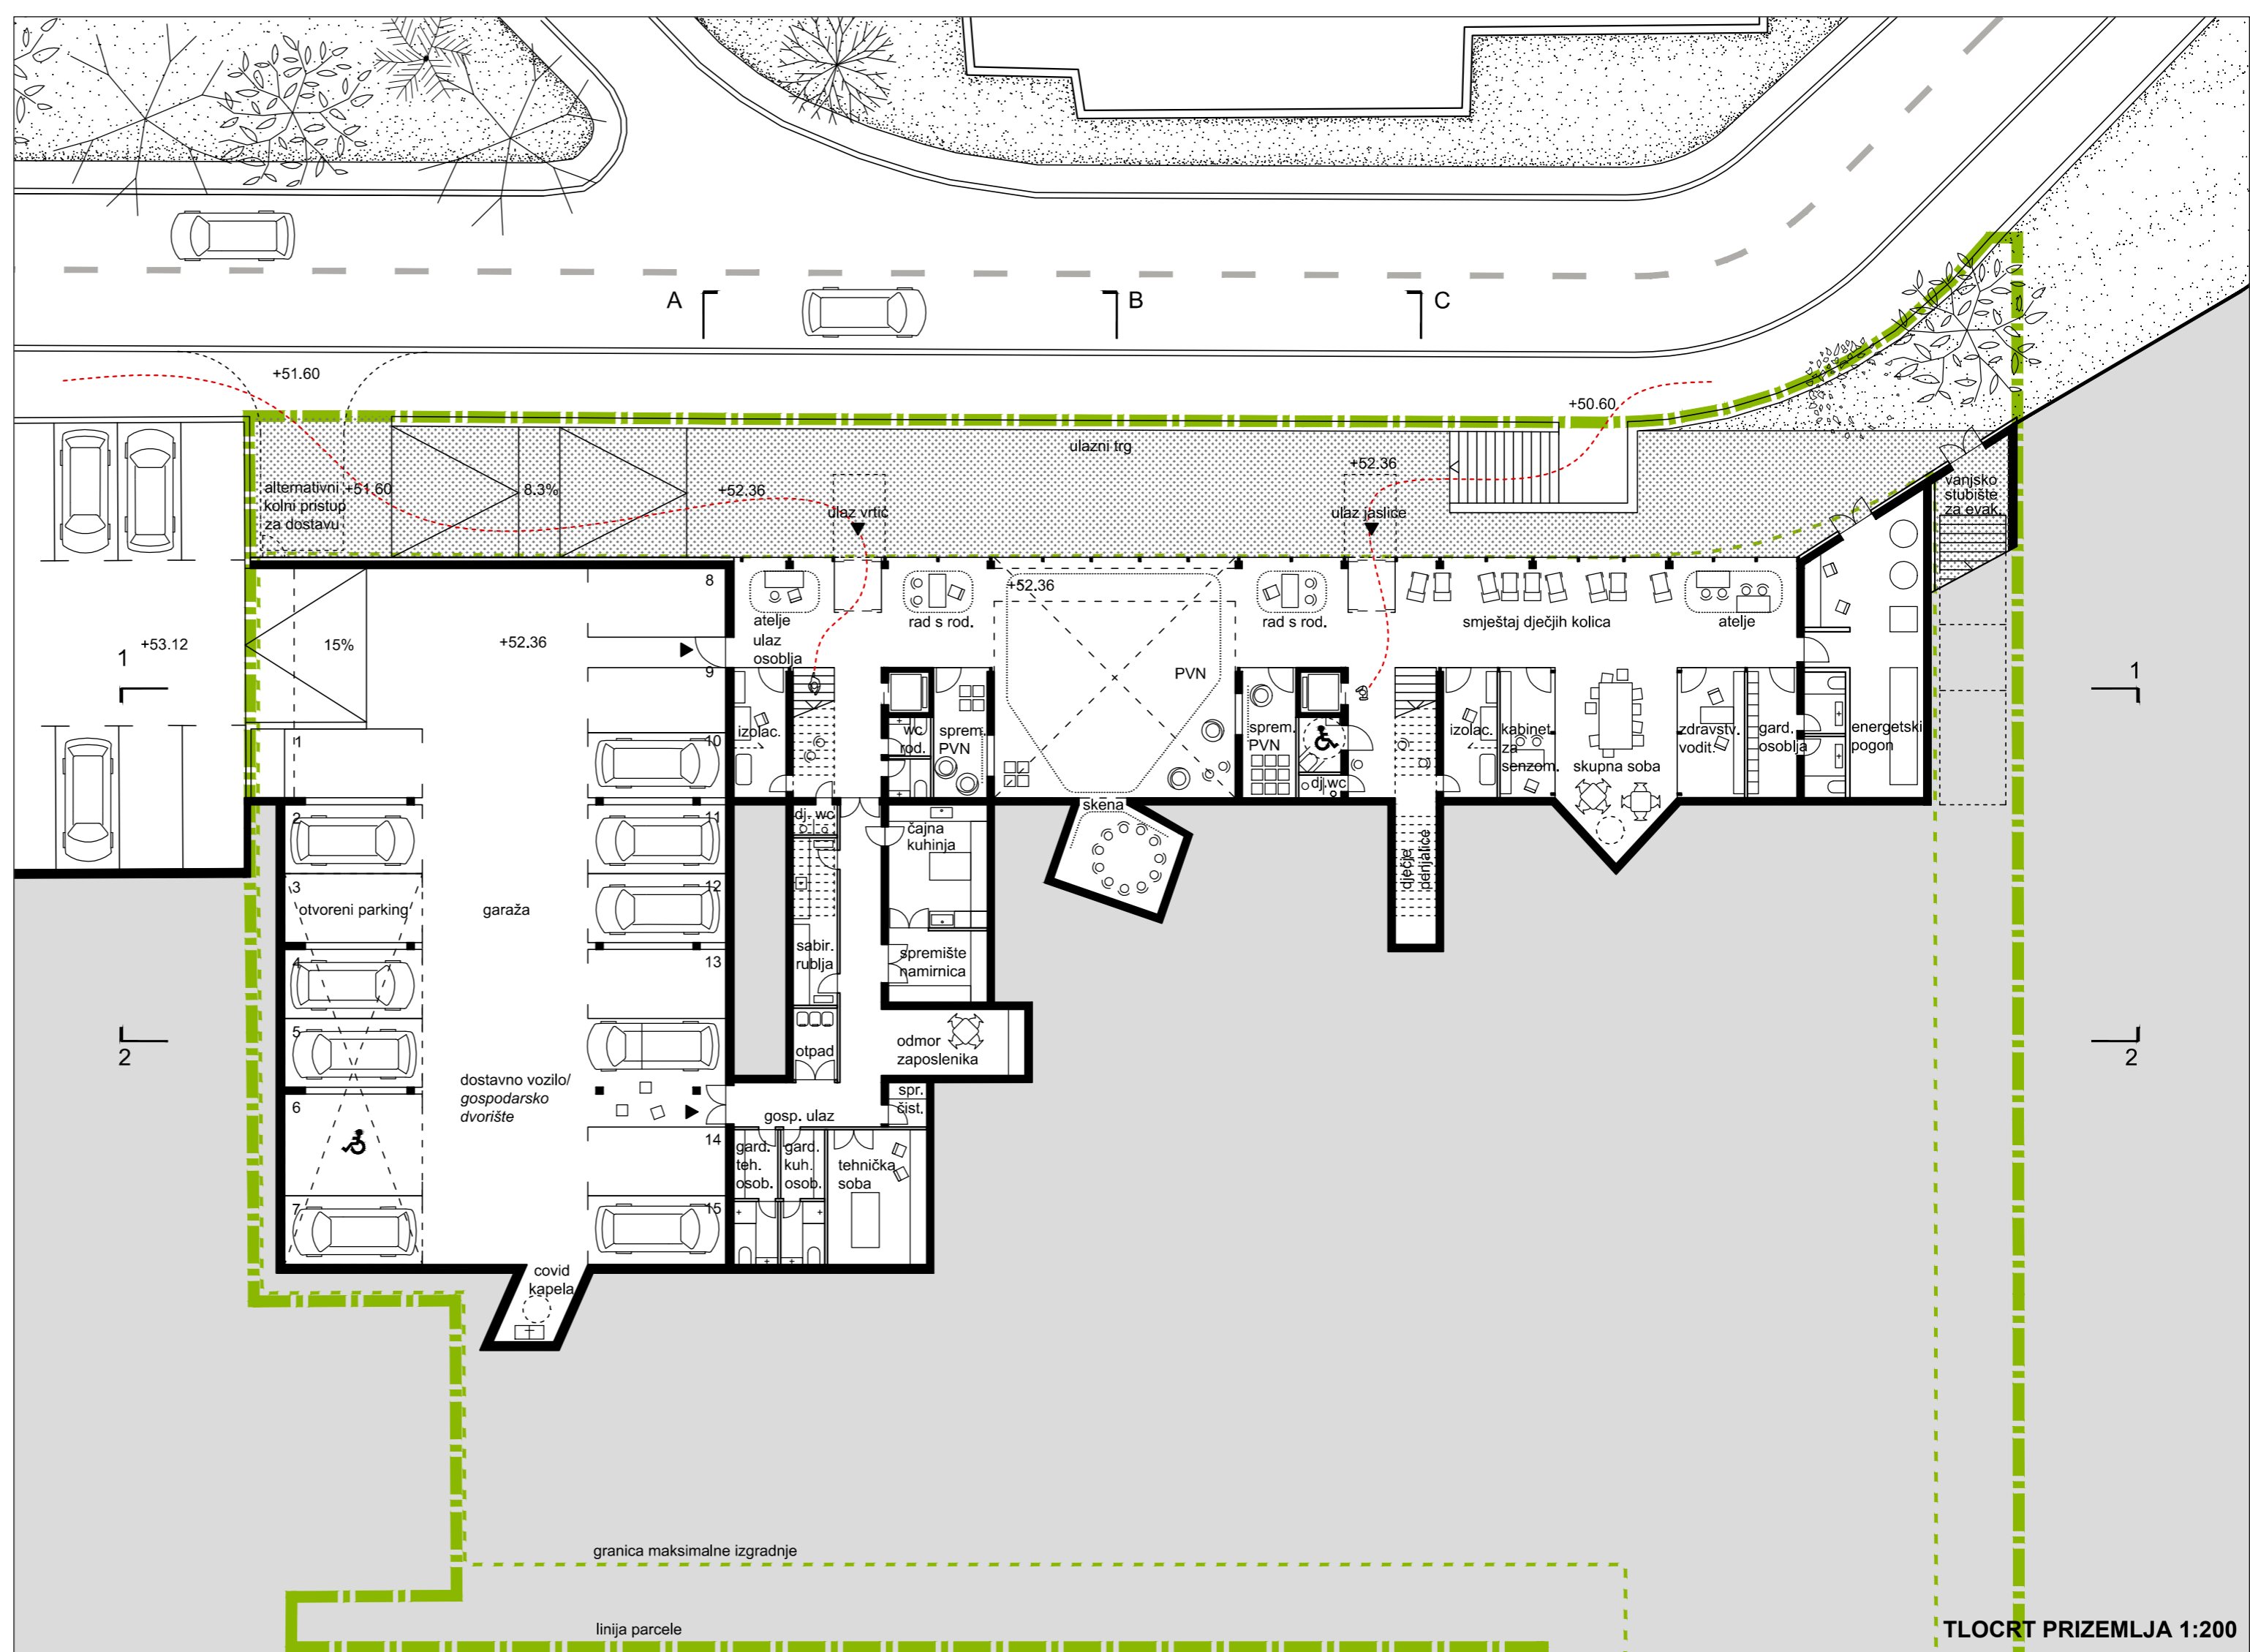 A
B
C
+51.60
+50.60
ulazni trg
+52.36
alternativni
kolni pristup
za dostavu
+51.60
8.3%
+52.36
ulaz vrtić
ulaz jaslice
vanjsko
stubište
za evak.
8
+52.36
atelje
rad s rod.
rad s rod.
smještaj dječjih kolica
atelje
ulaz
osoblja
+53.12
15%
+52.36
1
9
PVN
1
izolac.
wc
rod.
sprem.
PVN
sprem.
PVN
izolac.
kabinet
za
senzom.
skupna soba
zdravstv.
vodit.
gard.
osoblja
energetski
pogon
1
10
dj. wc
skena
dj.wc
2
11
čajna
kuhinja
dječje
penjalice
3
12
otvoreni parking
garaža
sabir.
rublja
spremište
namirnica
4
13
5
otpad
odmor
zaposlenika
2
2
dostavno vozilo/
gospodarsko
dvorište
spr.
čist.
6
gosp. ulaz
14
gard.
teh.
osob.
gard.
kuh.
osob.
tehnička
soba
7
15
covid
kapela
granica maksimalne izgradnje
linija parcele
TLOCRT PRIZEMLJA 1:200